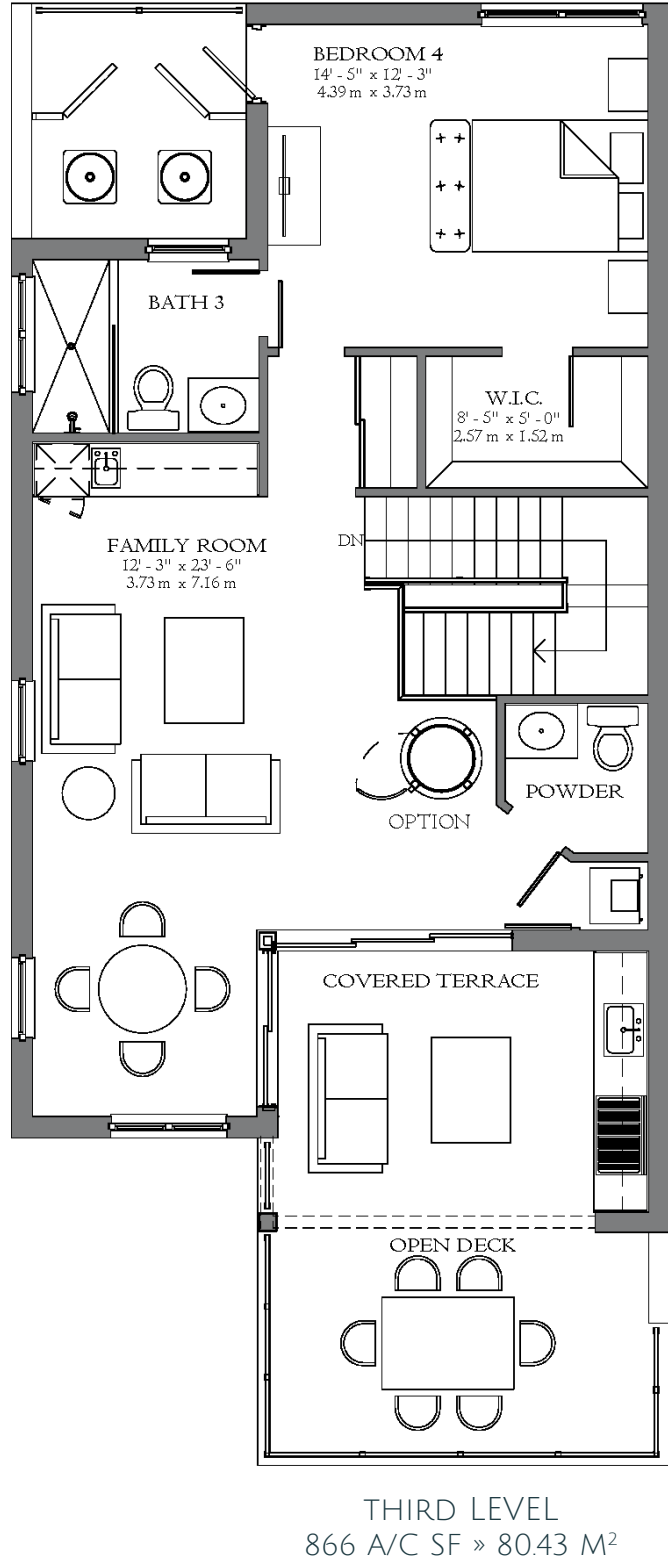 BEDROOM 4
14' - 5" x 12' - 3"
4.39 m x 3.73 m
BATH 3
W.I.C.
8' - 5" x 5' - 0"
2.57 m x 1.52 m
DN
FAMILY ROOM
12' - 3" x 23' - 6"
3.73 m x 7.16 m
POWDER
OPTION
COVERED TERRACE
OPEN DECK
THIRD LEVEL
866 A/C SF » 80.43 M²